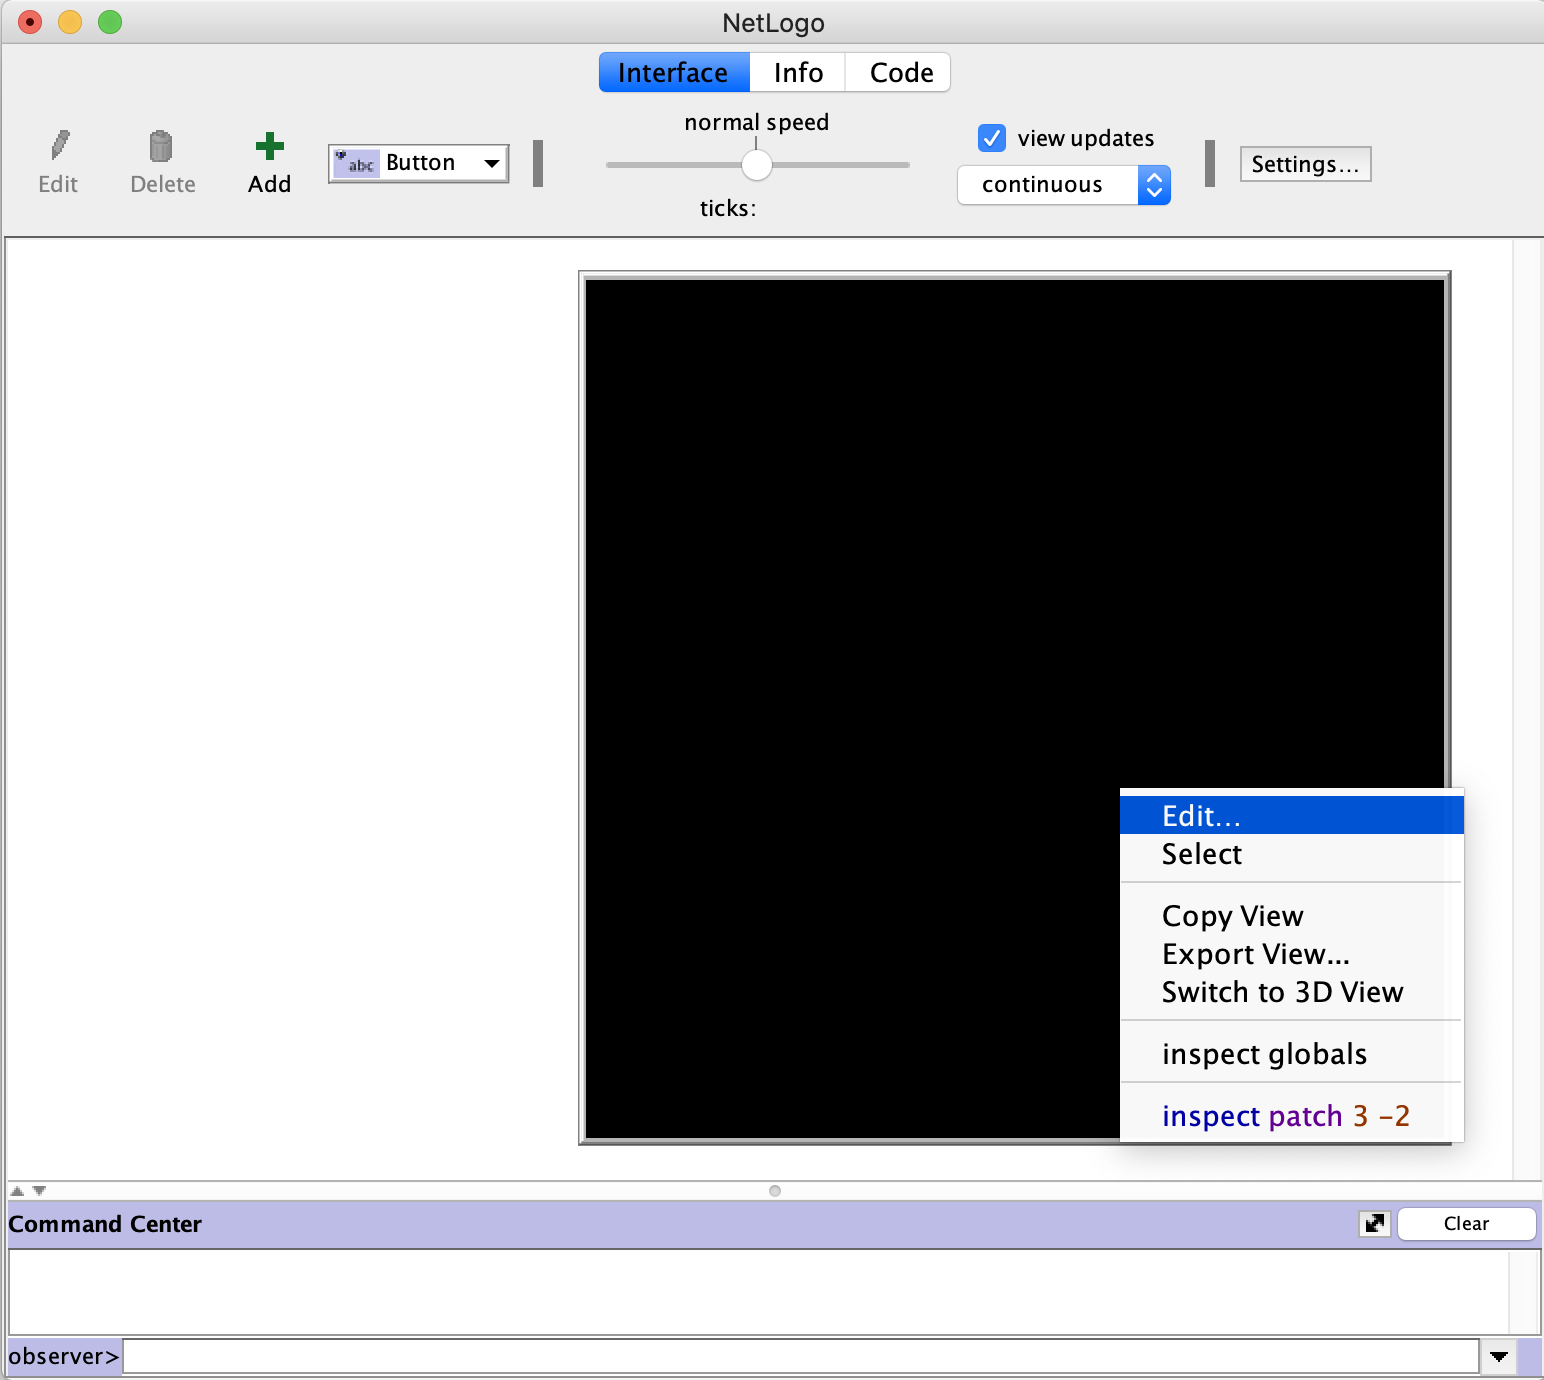 NetLogo
Interface Info Code
normal speed
view updates
Edit Delete Add abc Button continuous Settings...
ticks:
Edit...
Select
Copy View
Export View...
Switch to 3D View
inspect globals
inspect patch 3 -2
Command Center Clear
observer>